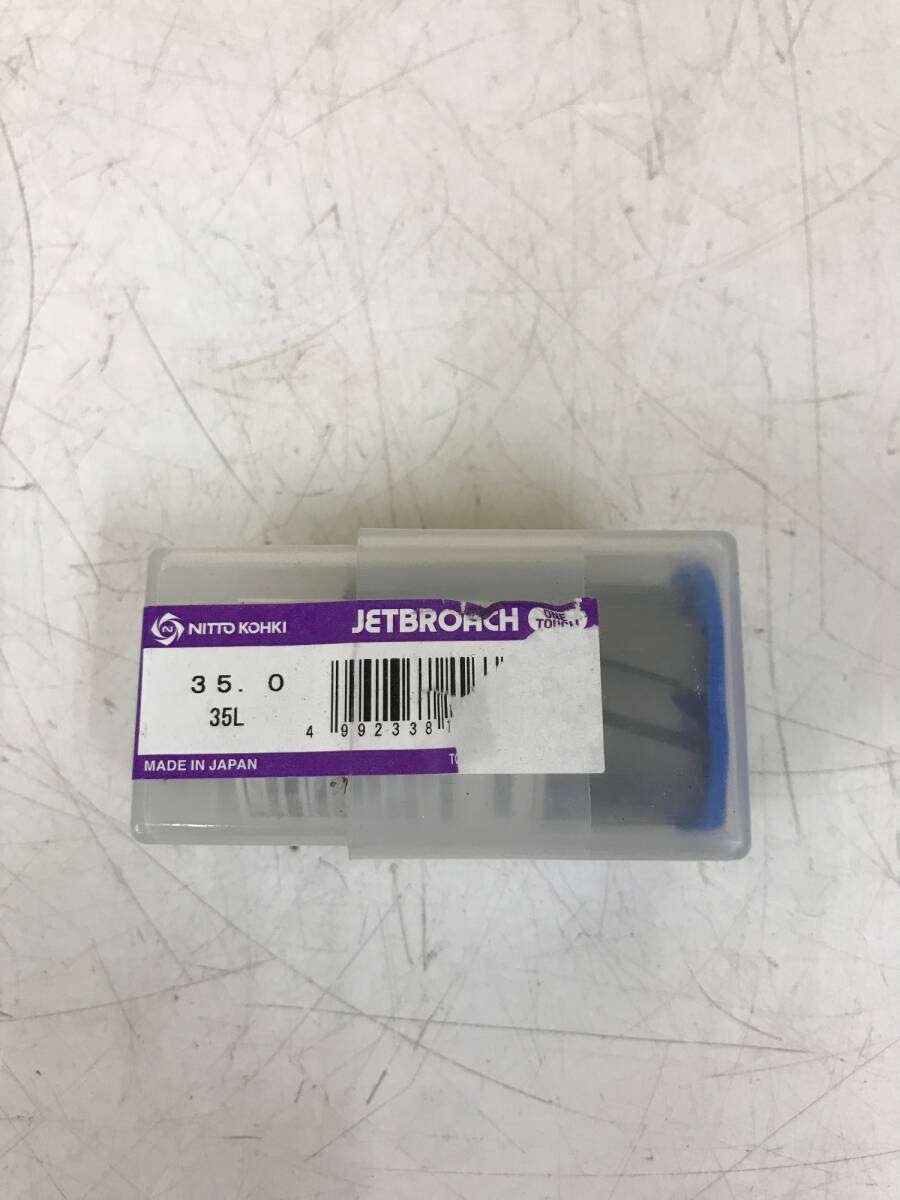 NITTO KOHKI
JETBROACH
ONE
TOUCH
35.0
35L
4 992338
MADE IN JAPAN